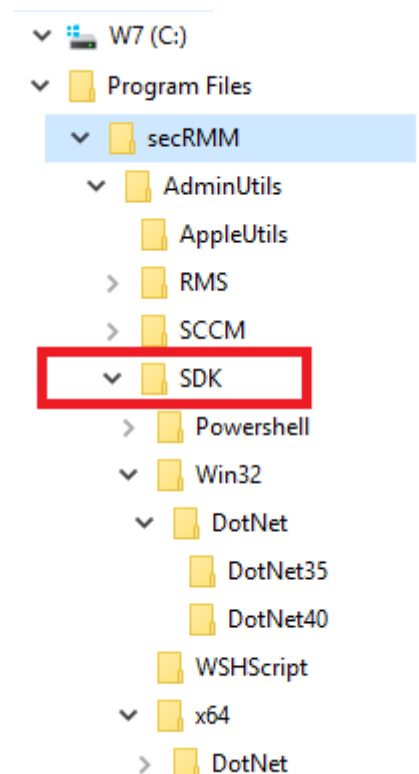 W7 (C:)
Program Files
secRMM
AdminUtils
AppleUtils
RMS
SCCM
SDK
Powershell
Win32
DotNet
DotNet35
DotNet40
WSHScript
x64
DotNet